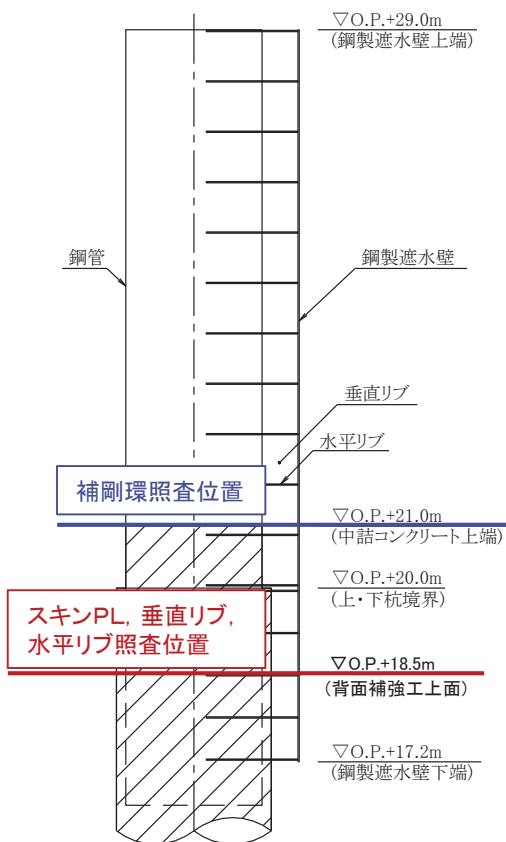 ▽O.P.+29.0m
(鋼製遮水壁上端)
鋼管
鋼製遮水壁
垂直リブ
水平リブ
補剛環照査位置
▽O.P.+21.0m
(中詰コンクリート上端)
▽O.P.+20.0m
(上・下杭境界)
スキンPL, 垂直リブ,
水平リブ照査位置
▽O.P.+18.5m
(背面補強工上面)
▽O.P.+17.2m
(鋼製遮水壁下端)